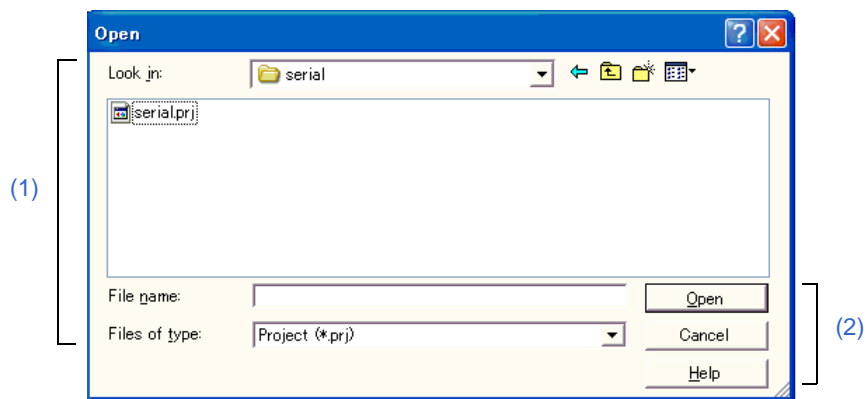 Open
Look in:
serial
serial.prj
(1)
File name:
Open
Files of type:
Project (*.prj)
Cancel
(2)
Help